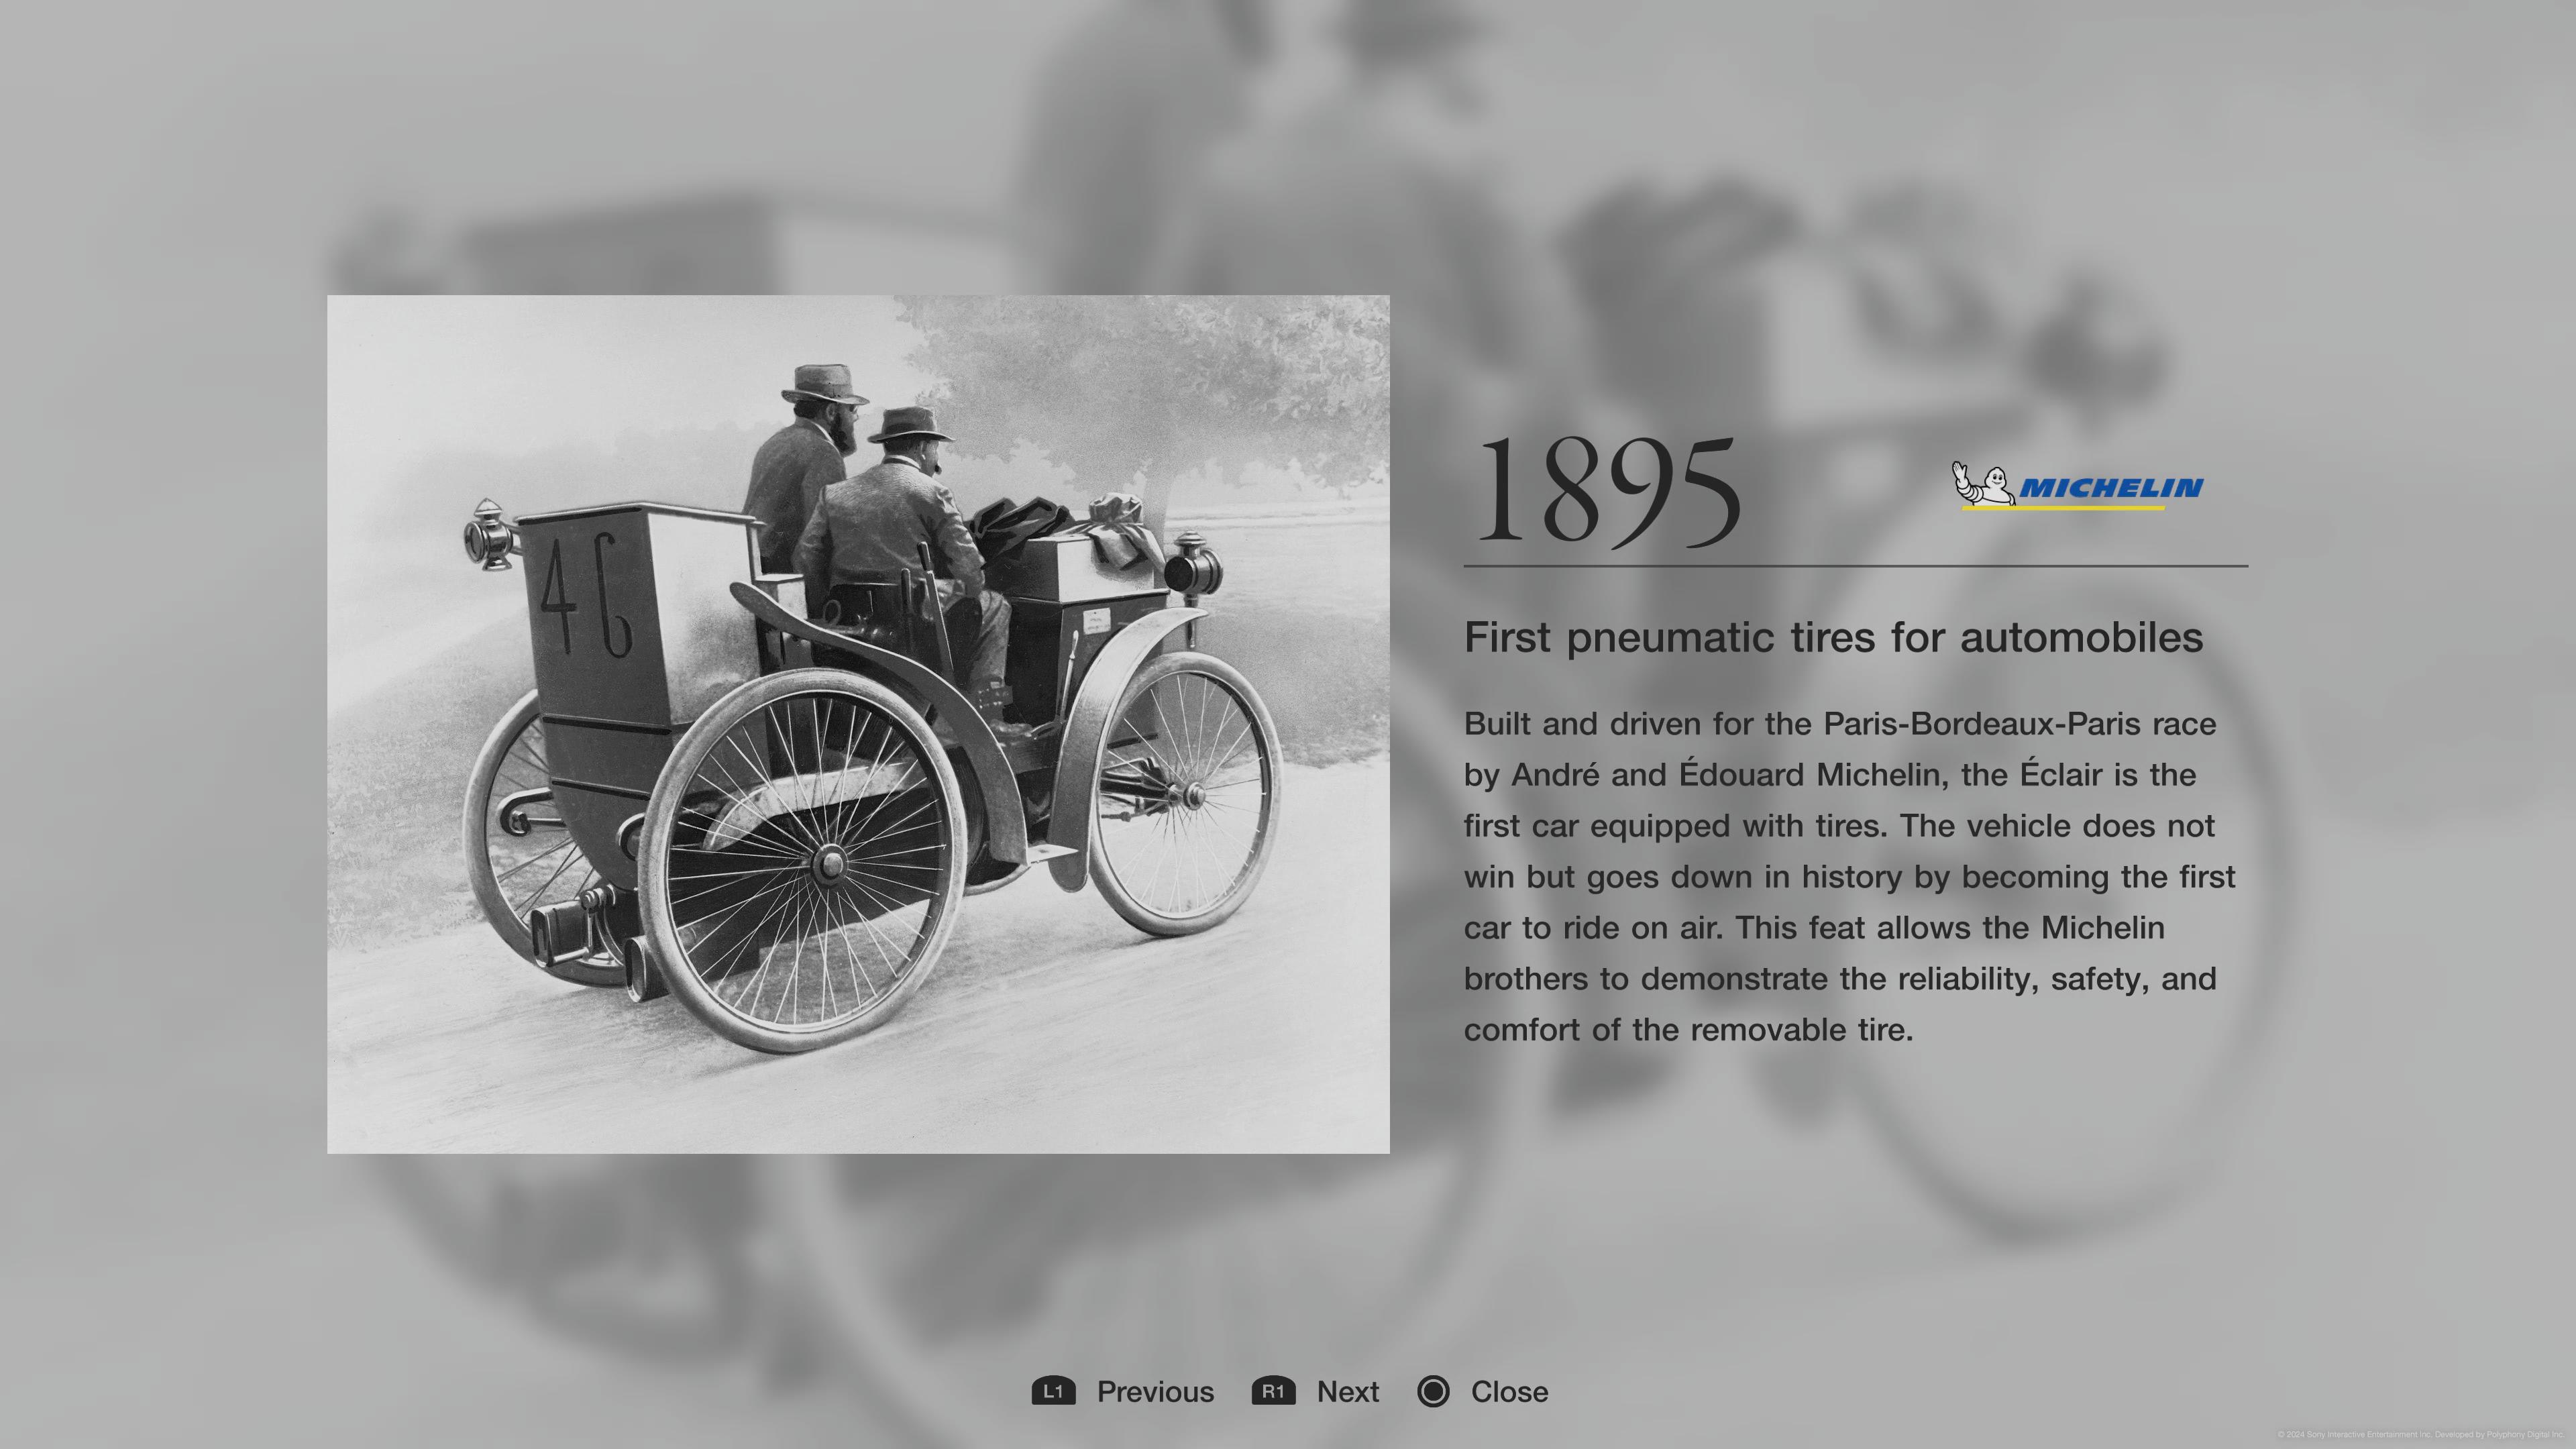 46
1895
MICHELIN
First pneumatic tires for automobiles
Built and driven for the Paris-Bordeaux-Paris race
by André and Édouard Michelin, the Éclair is the
first car equipped with tires. The vehicle does not
win but goes down in history by becoming the first
car to ride on air. This feat allows the Michelin
brothers to demonstrate the reliability, safety, and
comfort of the removable tire.
L1 Previous R1 Next Close
© 2024 Sony Interactive Entertainment Inc. Developed by Polyphony Digital Inc.